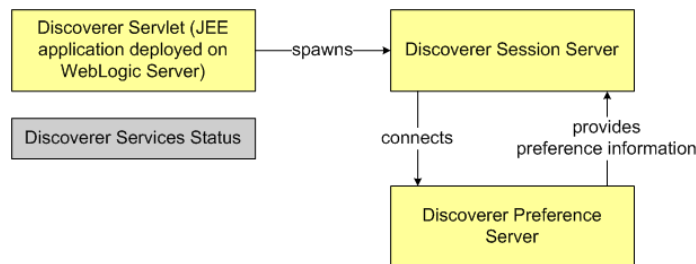 Discoverer Servlet (JEE
application deployed on
WebLogic Server)
spawns
Discoverer Session Server
Discoverer Services Status
connects
provides
preference information
Discoverer Preference
Server